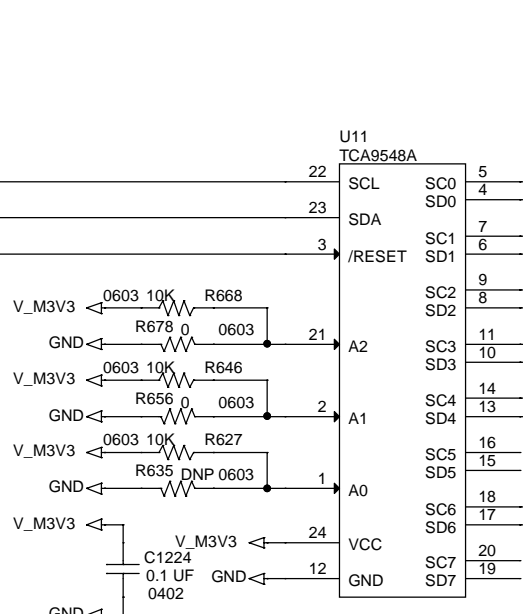 U11
TCA9548A
22 SCL SC0 5
SD0 4
23 SDA
SC1 7
3 /RESET SD1 6
SC2 9
V_M3V3 0603 10K R668 SD2 8
GND R678 0 0603 21 A2 SC3 11
SD3 10
V_M3V3 0603 10K R646
SC4 14
GND R656 0 0603 2 A1 SD4 13
V_M3V3 0603 10K R627 SC5 16
SD5 15
GND R635 DNP 0603 1 A0
SC6 18
V_M3V3 SD6 17
V_M3V3 24 VCC
C1224 SC7 20
0.1 UF GND 12 GND SD7 19
0402
GND